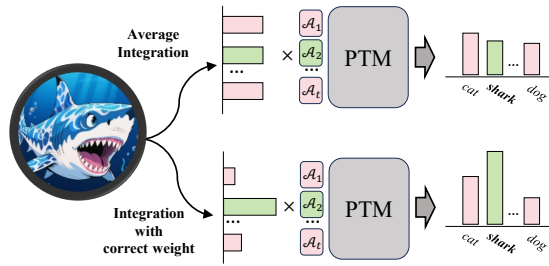 Average
Integration
...
×
𝒜1
𝒜2
...
𝒜t
PTM
...
cat
shark
dog
Integration
with
correct weight
...
×
𝒜1
𝒜2
...
𝒜t
PTM
...
cat
shark
dog